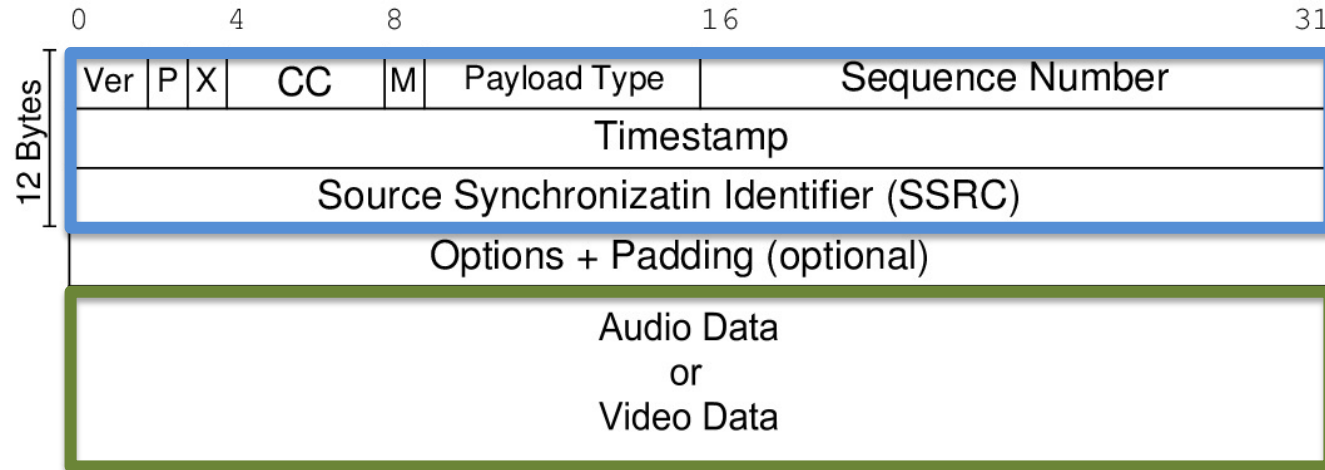 0 4 8 16 31
Ver P X CC M Payload Type Sequence Number
Timestamp
12 Bytes
Source Synchronizatin Identifier (SSRC)
Options + Padding (optional)
Audio Data
or
Video Data